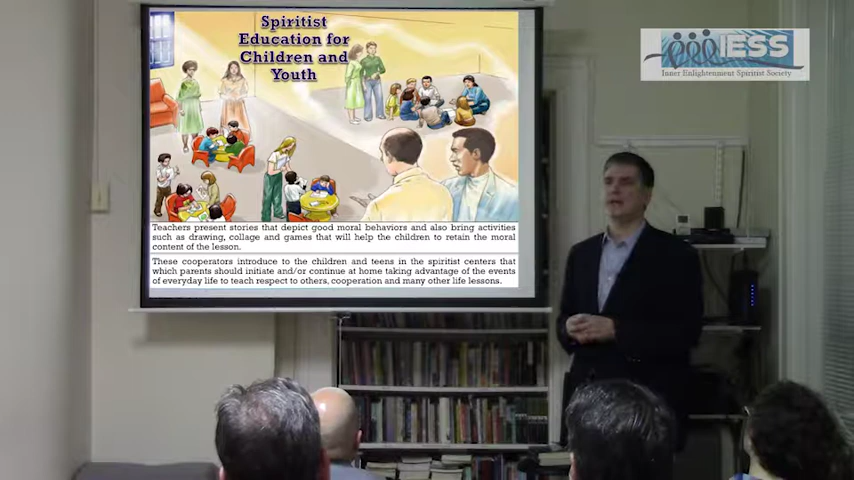 Spiritist
Education for
Children and
Youth
IESS
Inner Enlightenment Spiritist Society
Teachers present stories that depict good moral behaviors and also bring activities
such as drawing, collage and games that will help the children to retain the moral
content of the lesson.
These cooperators introduce to the children and teens in the spiritist centers that
which parents should initiate and/or continue at home taking advantage of the events
of everyday life to teach respect to others, cooperation and many other life lessons.